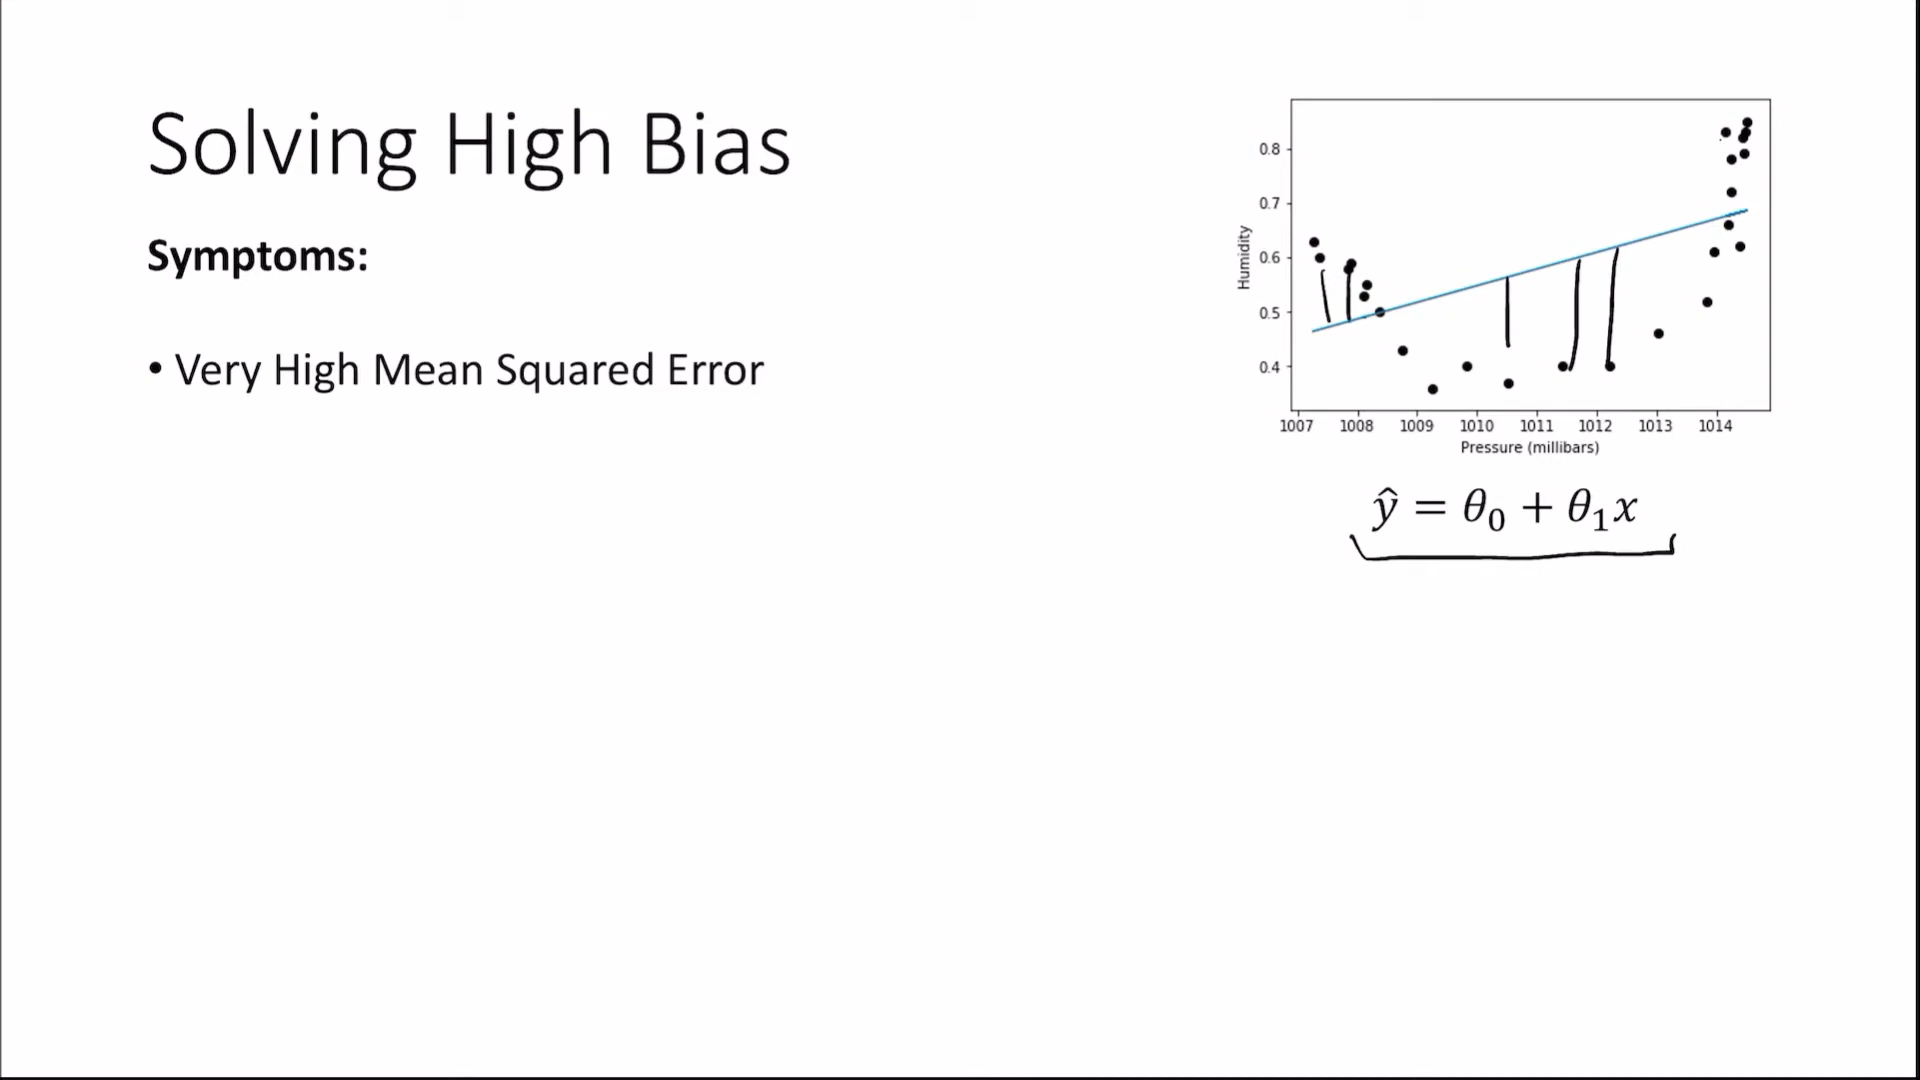 Solving High Bias
Symptoms:
• Very High Mean Squared Error
0.8
0.7
0.6
0.5
0.4
Humidity
1007 1008 1009 1010 1011 1012 1013 1014
Pressure (millibars)
ŷ = θ₀ + θ₁x